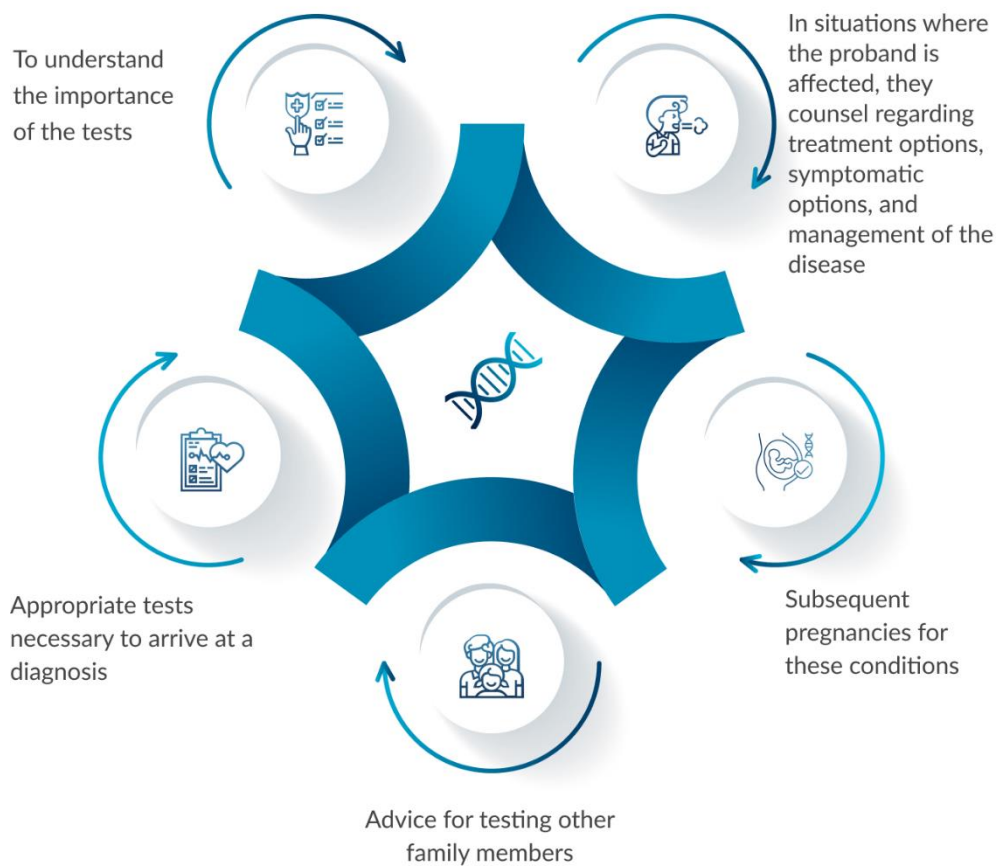 To understand
the importance
of the tests
In situations where
the proband is
affected, they
counsel regarding
treatment options,
symptomatic
options, and
management of the
disease
Subsequent
pregnancies for
these conditions
Advice for testing other
family members
Appropriate tests
necessary to arrive at a
diagnosis